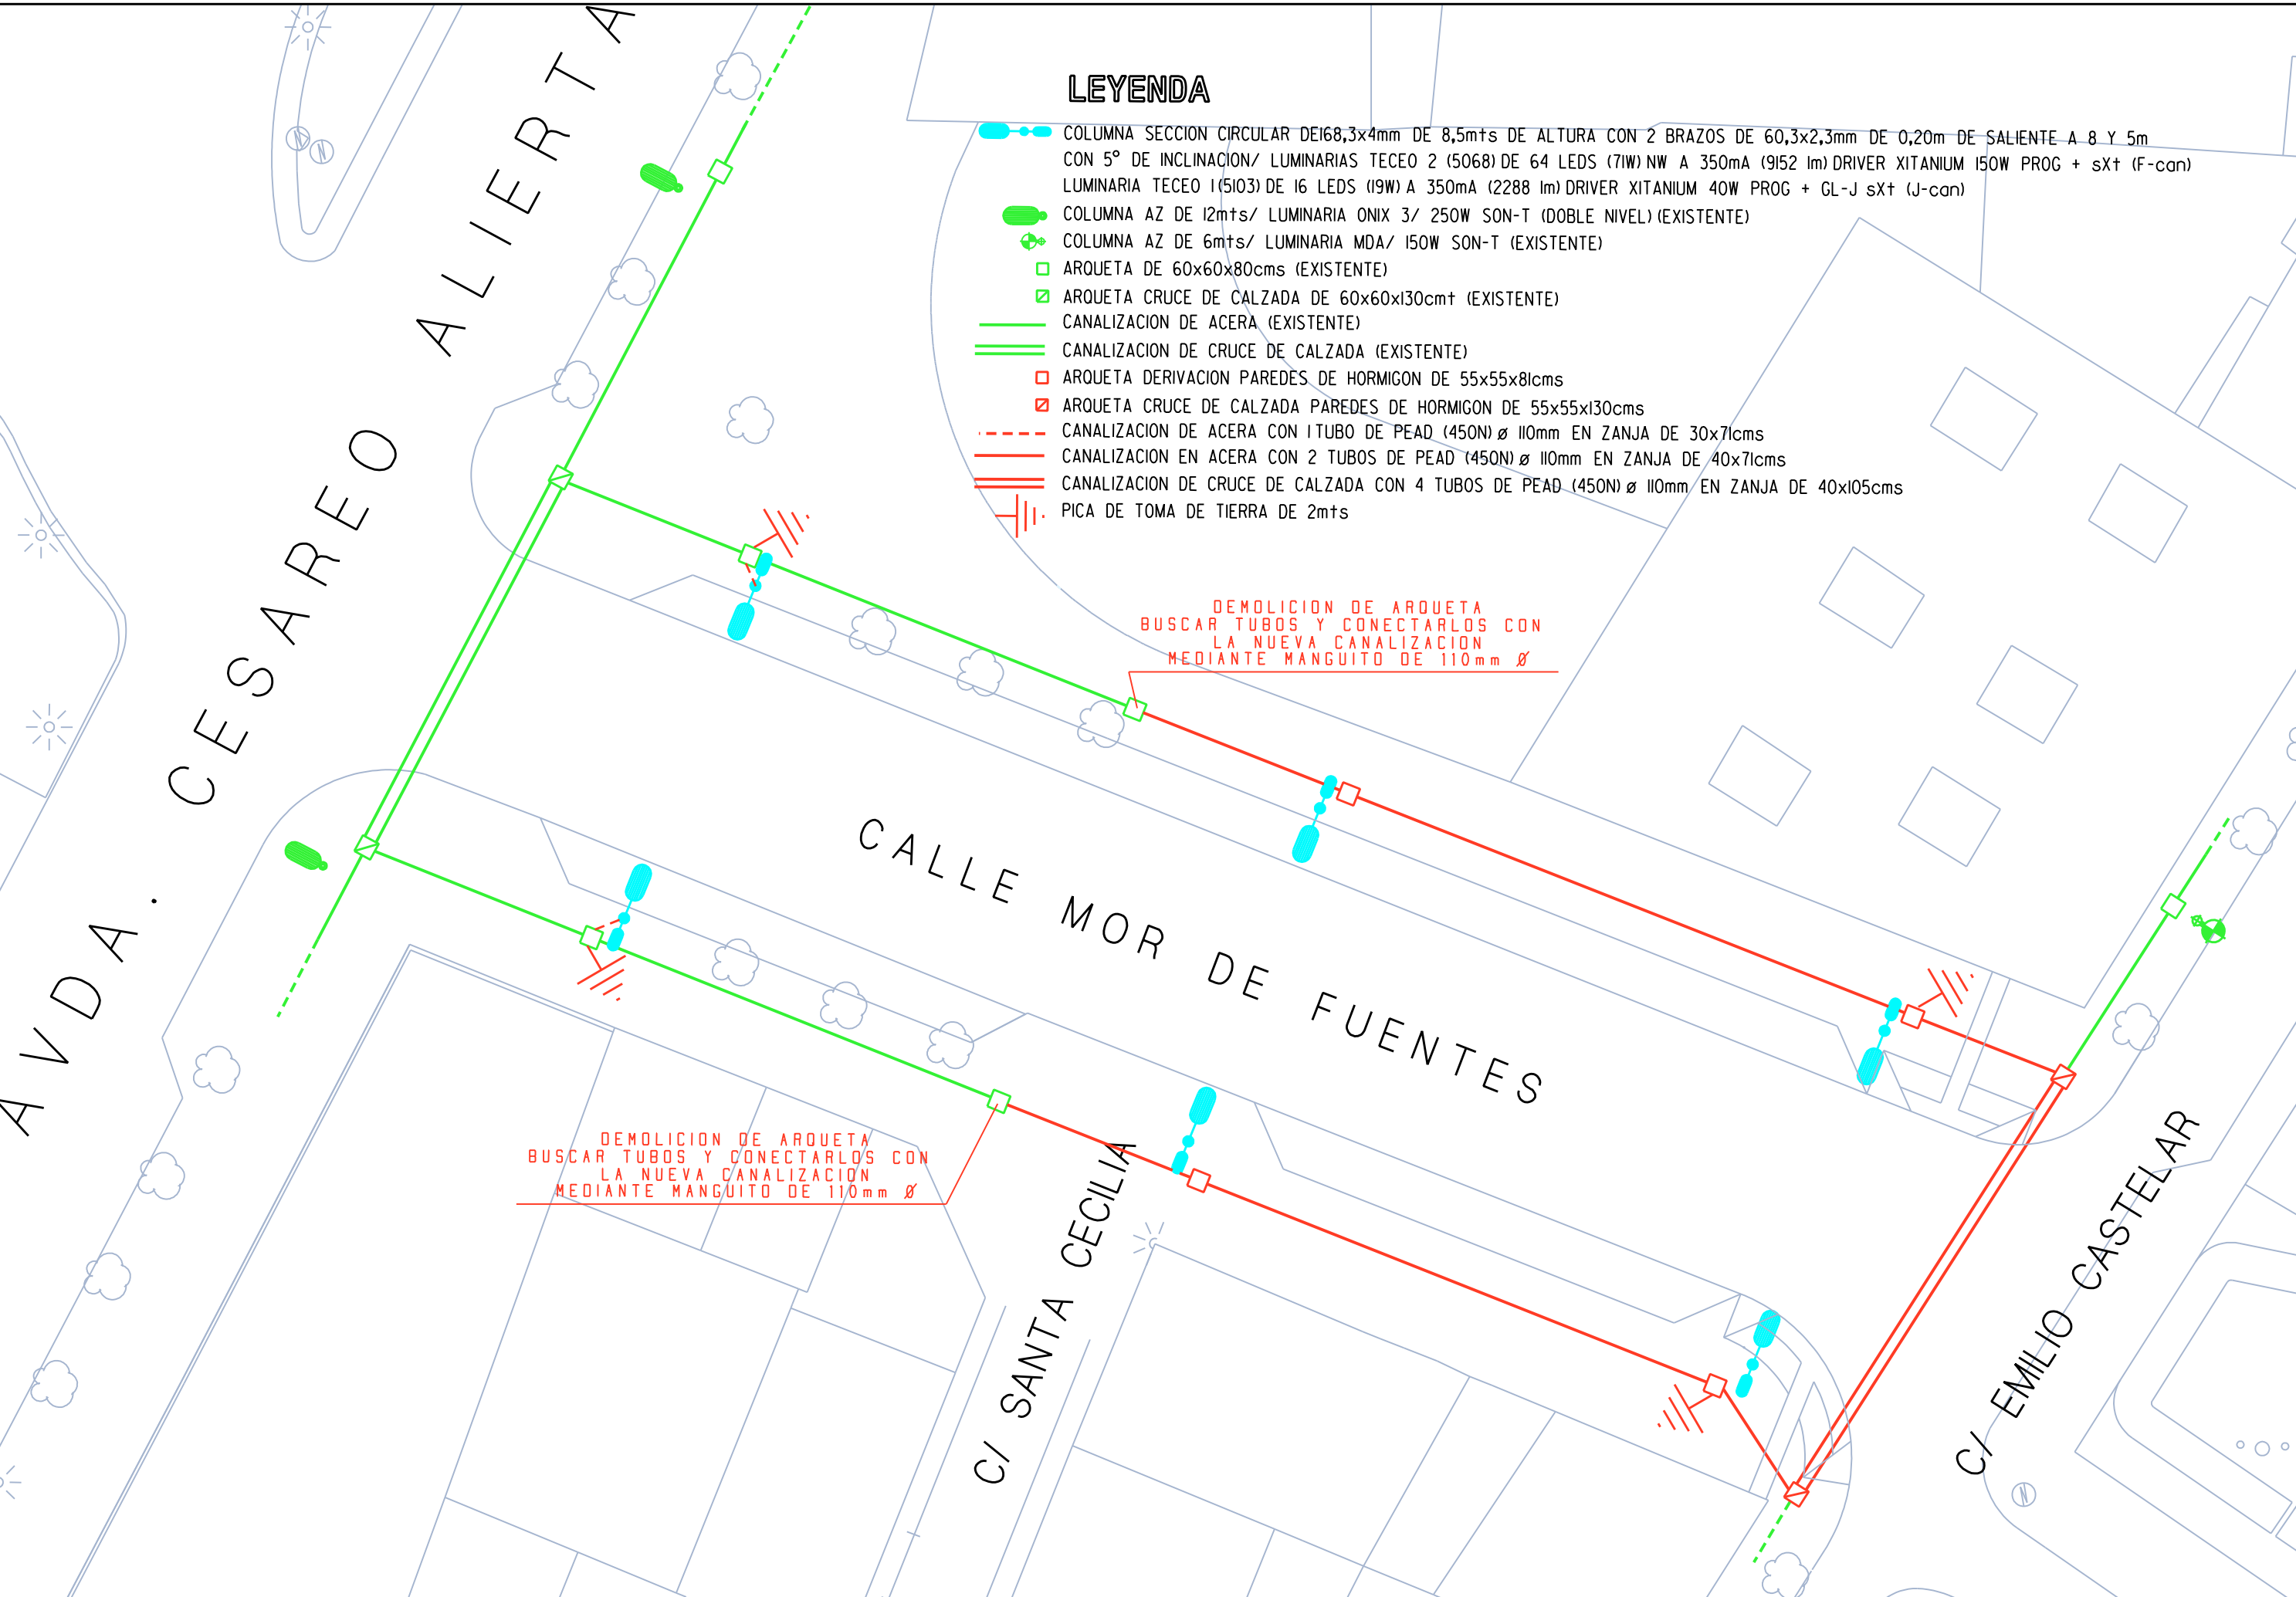 LEYENDA
COLUMNA SECCION CIRCULAR DE168,3x4mm DE 8,5mts DE ALTURA CON 2 BRAZOS DE 60,3x2,3mm DE 0,20m DE SALIENTE A 8 Y 5m
CON 5° DE INCLINACION/ LUMINARIAS TECEO 2 (5068) DE 64 LEDS (71W) NW A 350mA (9152 lm) DRIVER XITANIUM 150W PROG + sXt (F-can)
LUMINARIA TECEO 1 (5103) DE 16 LEDS (19W) A 350mA (2288 lm) DRIVER XITANIUM 40W PROG + GL-J sXt (J-can)
COLUMNA AZ DE 12mts/ LUMINARIA ONIX 3/ 250W SON-T (DOBLE NIVEL) (EXISTENTE)
COLUMNA AZ DE 6mts/ LUMINARIA MDA/ 150W SON-T (EXISTENTE)
ARQUETA DE 60x60x80cms (EXISTENTE)
ARQUETA CRUCE DE CALZADA DE 60x60x130cmt (EXISTENTE)
CANALIZACION DE ACERA (EXISTENTE)
CANALIZACION DE CRUCE DE CALZADA (EXISTENTE)
ARQUETA DERIVACION PAREDES DE HORMIGON DE 55x55x81cms
ARQUETA CRUCE DE CALZADA PAREDES DE HORMIGON DE 55x55x130cms
CANALIZACION DE ACERA CON 1 TUBO DE PEAD (450N) ø 110mm EN ZANJA DE 30x71cms
CANALIZACION EN ACERA CON 2 TUBOS DE PEAD (450N) ø 110mm EN ZANJA DE 40x71cms
CANALIZACION DE CRUCE DE CALZADA CON 4 TUBOS DE PEAD (450N) ø 110mm EN ZANJA DE 40x105cms
PICA DE TOMA DE TIERRA DE 2mts
AVDA. CESAREO ALIERTA
DEMOLICION DE ARQUETA
BUSCAR TUBOS Y CONECTARLOS CON
LA NUEVA CANALIZACION
MEDIANTE MANGUITO DE 110mm Ø
CALLE MOR DE FUENTES
DEMOLICION DE ARQUETA
BUSCAR TUBOS Y CONECTARLOS CON
LA NUEVA CANALIZACION
MEDIANTE MANGUITO DE 110mm Ø
C/ SANTA CECILIA
C/ EMILIO CASTELAR